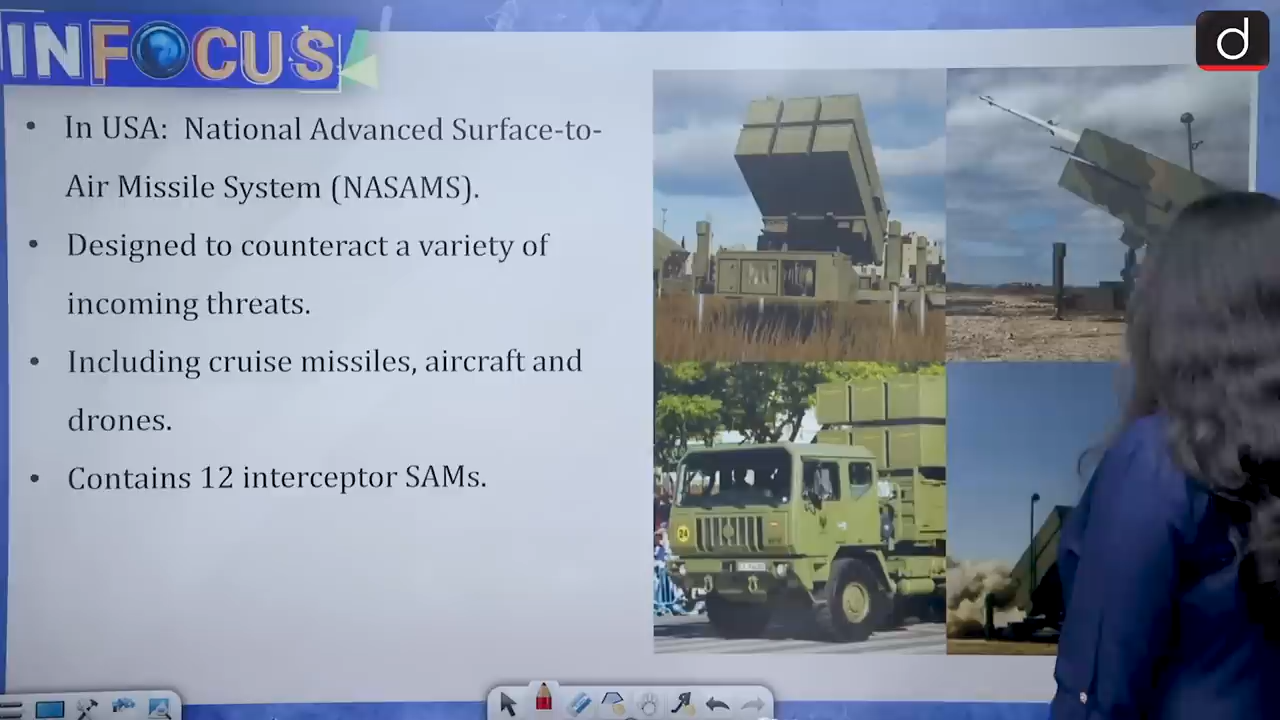 INFOCUS
d
• In USA: National Advanced Surface-to-
Air Missile System (NASAMS).
• Designed to counteract a variety of
incoming threats.
• Including cruise missiles, aircraft and
drones.
• Contains 12 interceptor SAMs.
24